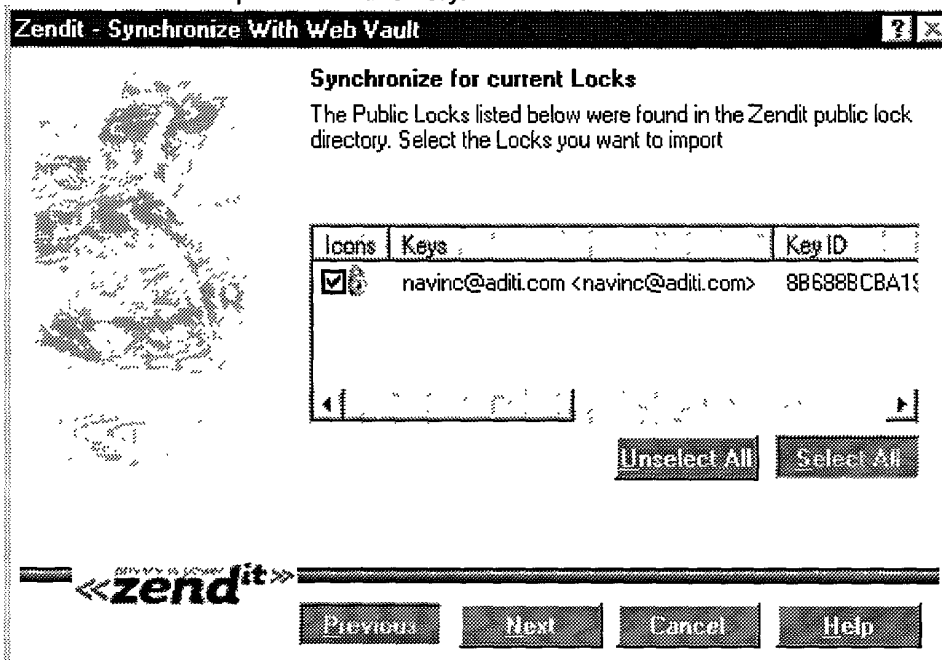 Zendit - Synchronize With Web Vault
Synchronize for current Locks
The Public Locks listed below were found in the Zendit public lock
directory. Select the Locks you want to import
Icons Keys Key ID
navinc@aditi.com <navinc@aditi.com> 8B688BCBA19
Unselect All Select All
«zendit»
Previous Next Cancel Help